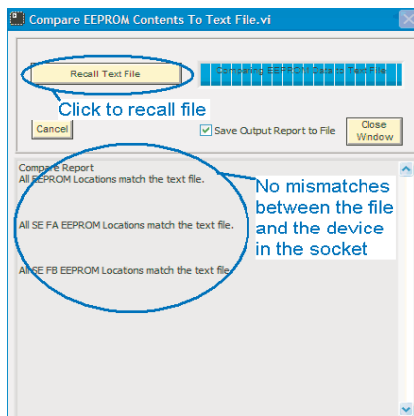 Compare EEPROM Contents To Text File.vi
Recall Text File
Comparing EEPROM Data to Text File
Click to recall file
Cancel
Save Output Report to File
Close
Window
Compare Report
All EEPROM Locations match the text file.
No mismatches
between the file
and the device
in the socket
All SE FA EEPROM Locations match the text file.
All SE FB EEPROM Locations match the text file